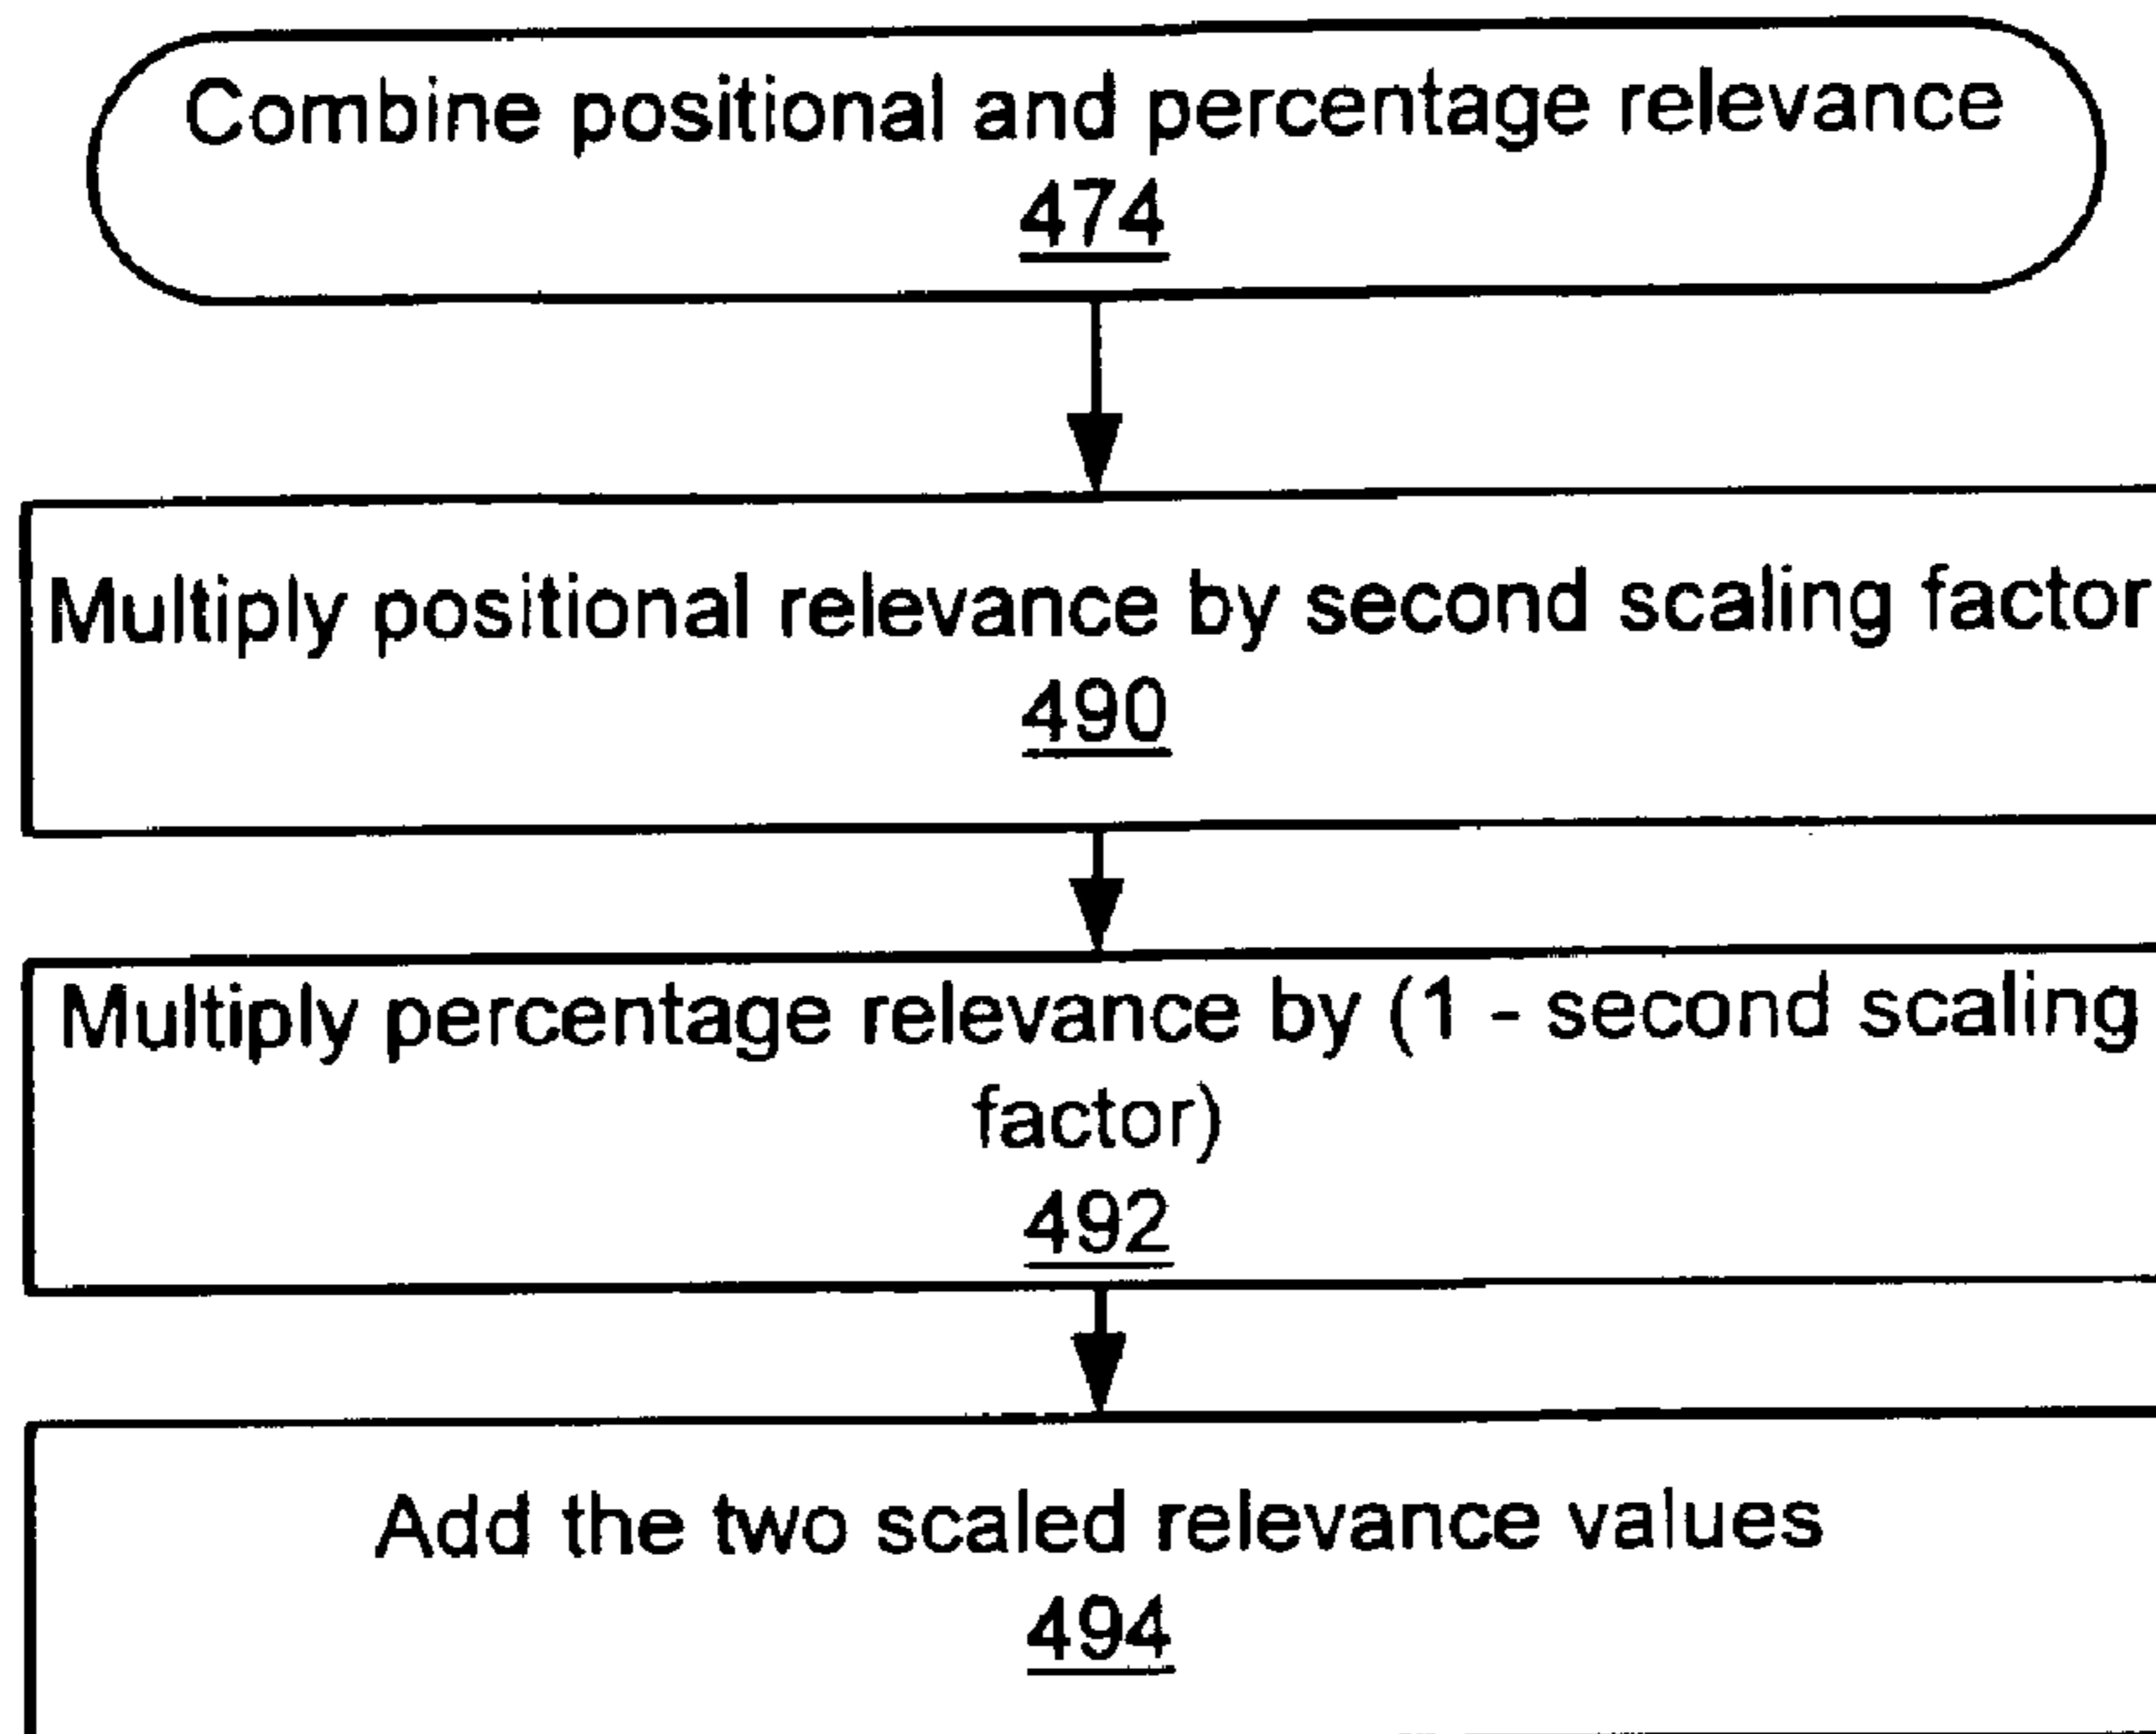 Combine positional and percentage relevance
474
Multiply positional relevance by second scaling factor
490
Multiply percentage relevance by (1 - second scaling
factor)
492
Add the two scaled relevance values
494